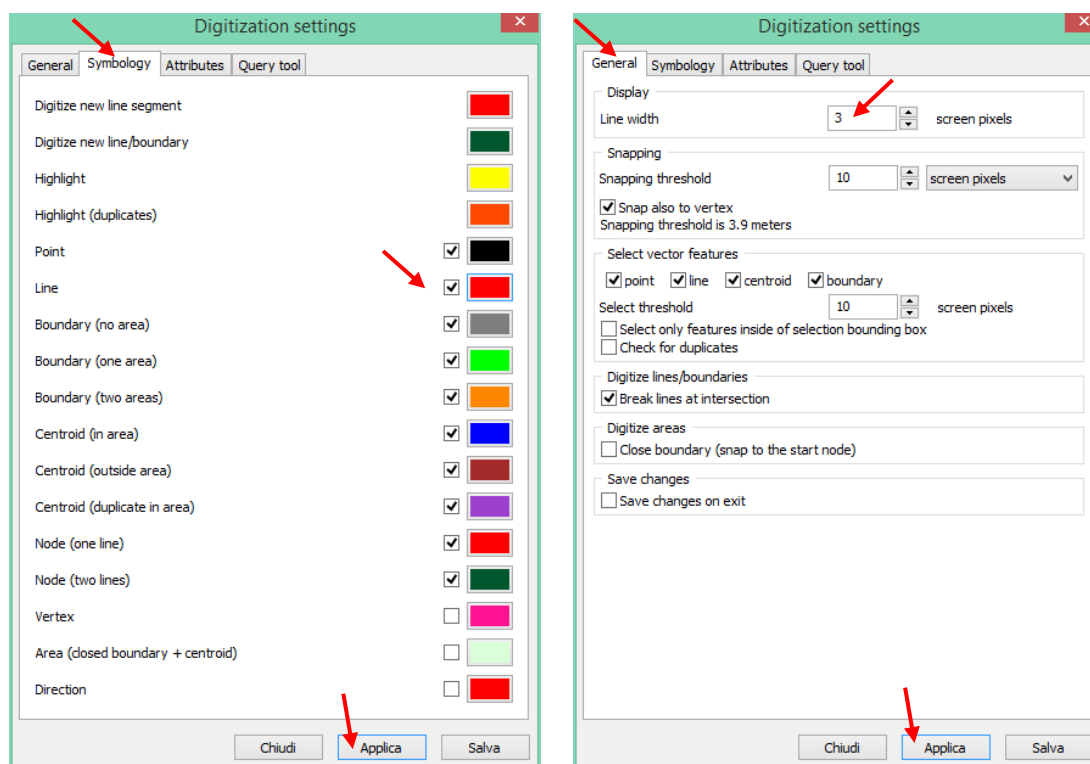 Digitization settings
General Symbology Attributes Query tool
Digitize new line segment
Digitize new line/boundary
Highlight
Highlight (duplicates)
Point
Line
Boundary (no area)
Boundary (one area)
Boundary (two areas)
Centroid (in area)
Centroid (outside area)
Centroid (duplicate in area)
Node (one line)
Node (two lines)
Vertex
Area (closed boundary + centroid)
Direction
Chiudi Applica Salva
Digitization settings
General Symbology Attributes Query tool
Display
Line width 3 screen pixels
Snapping
Snapping threshold 10 screen pixels
Snap also to vertex
Snapping threshold is 3.9 meters
Select vector features
point line centroid boundary
Select threshold 10 screen pixels
Select only features inside of selection bounding box
Check for duplicates
Digitize lines/boundaries
Break lines at intersection
Digitize areas
Close boundary (snap to the start node)
Save changes
Save changes on exit
Chiudi Applica Salva